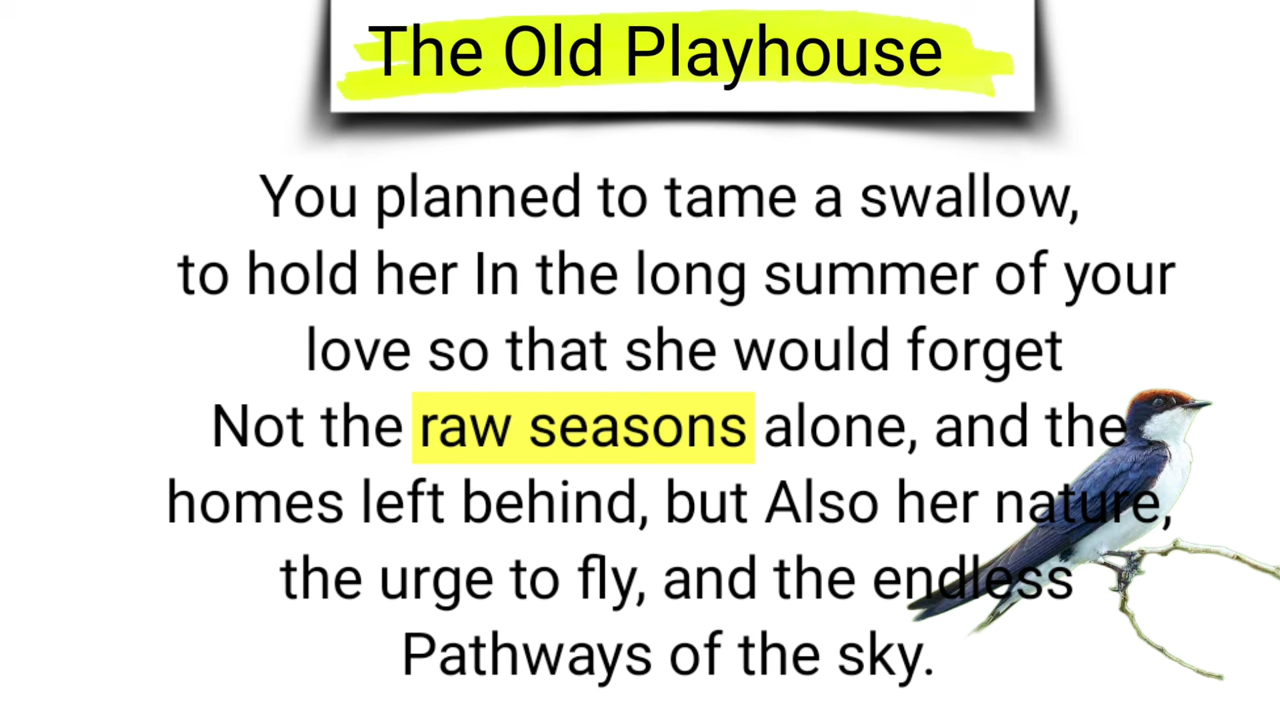 The Old Playhouse
You planned to tame a swallow,
to hold her In the long summer of your
love so that she would forget
Not the raw seasons alone, and the
homes left behind, but Also her nature,
the urge to fly, and the endless
Pathways of the sky.